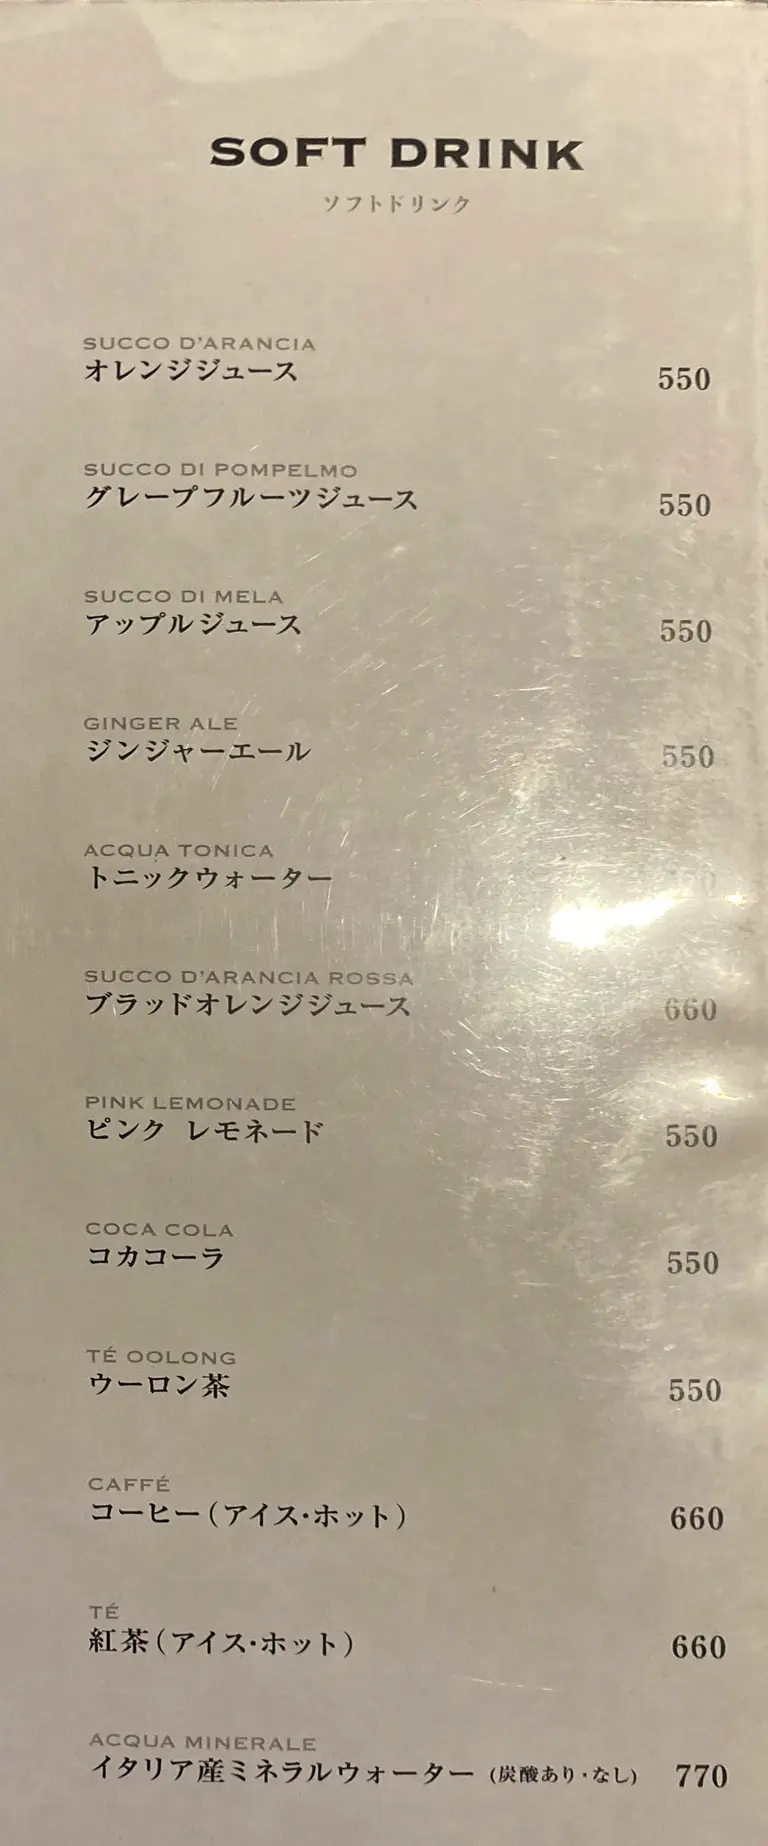 SOFT DRINK
ソフトドリンク
SUCCO D'ARANCIA
オレンジジュース 550
SUCCO DI POMPELMO
グレープフルーツジュース 550
SUCCO DI MELA
アップルジュース 550
GINGER ALE
ジンジャーエール 550
ACQUA TONICA
トニックウォーター
SUCCO D'ARANCIA ROSSA
ブラッドオレンジジュース 660
PINK LEMONADE
ピンク レモネード 550
COCA COLA
コカコーラ 550
TÉ OOLONG
ウーロン茶 550
CAFFÉ
コーヒー(アイス・ホット) 660
TÉ
紅茶(アイス・ホット) 660
ACQUA MINERALE
イタリア産ミネラルウォーター (炭酸あり・なし) 770